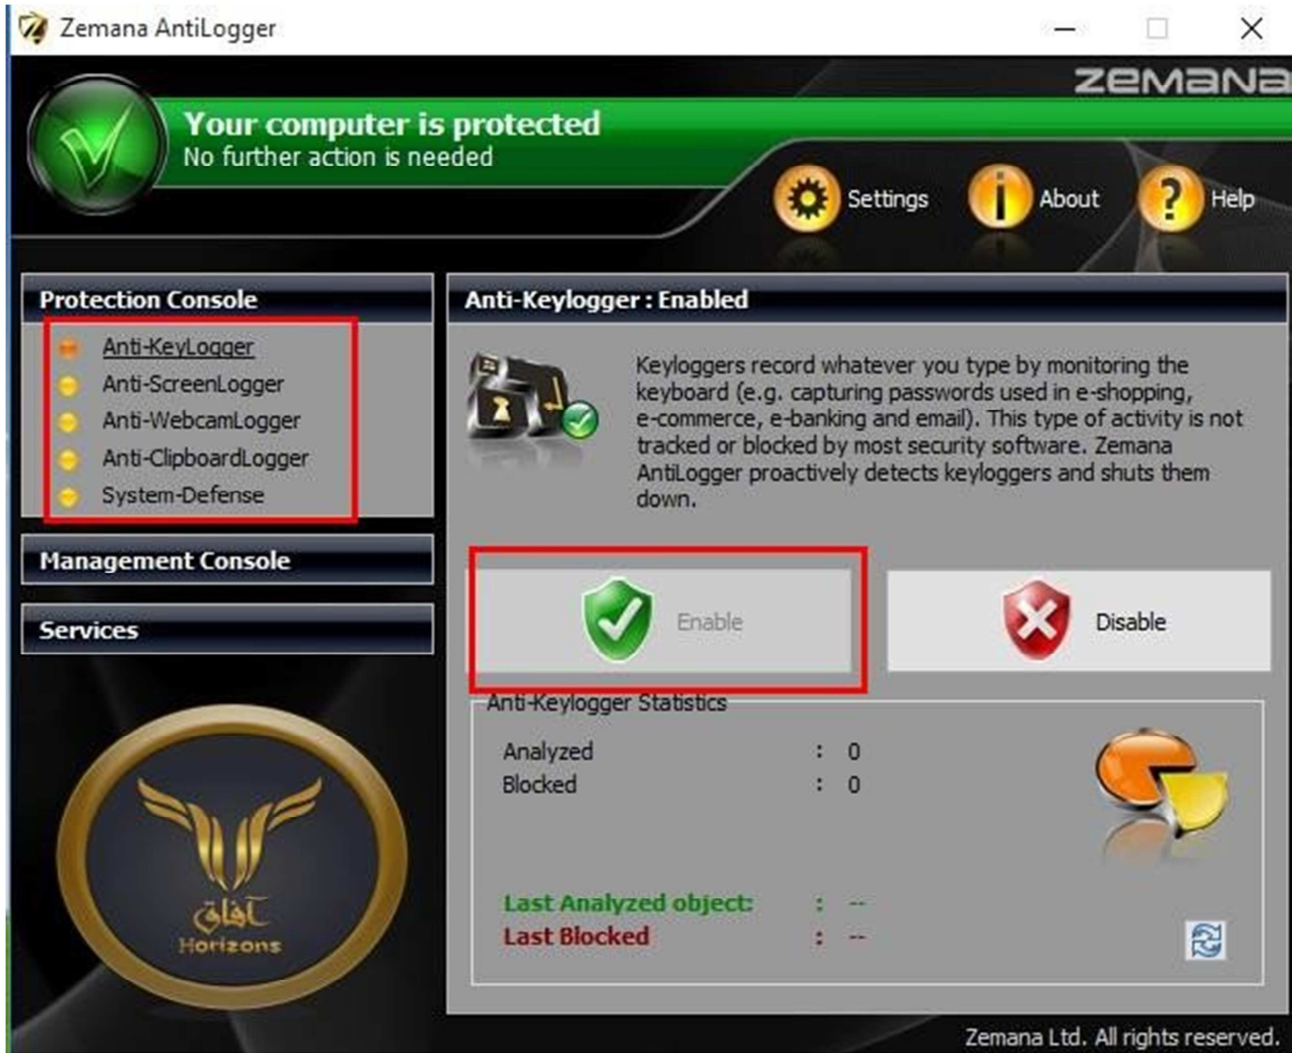 Zemana AntiLogger
ZEMANA
Your computer is protected
No further action is needed
Settings
About
Help
Protection Console
Anti-KeyLogger
Anti-ScreenLogger
Anti-WebcamLogger
Anti-ClipboardLogger
System-Defense
Management Console
Services
آفاق
Horizons
Anti-Keylogger : Enabled
Keyloggers record whatever you type by monitoring the
keyboard (e.g. capturing passwords used in e-shopping,
e-commerce, e-banking and email). This type of activity is not
tracked or blocked by most security software. Zemana
AntiLogger proactively detects keyloggers and shuts them
down.
Enable
Disable
Anti-Keylogger Statistics
Analyzed : 0
Blocked : 0
Last Analyzed object: : --
Last Blocked : --
Zemana Ltd. All rights reserved.